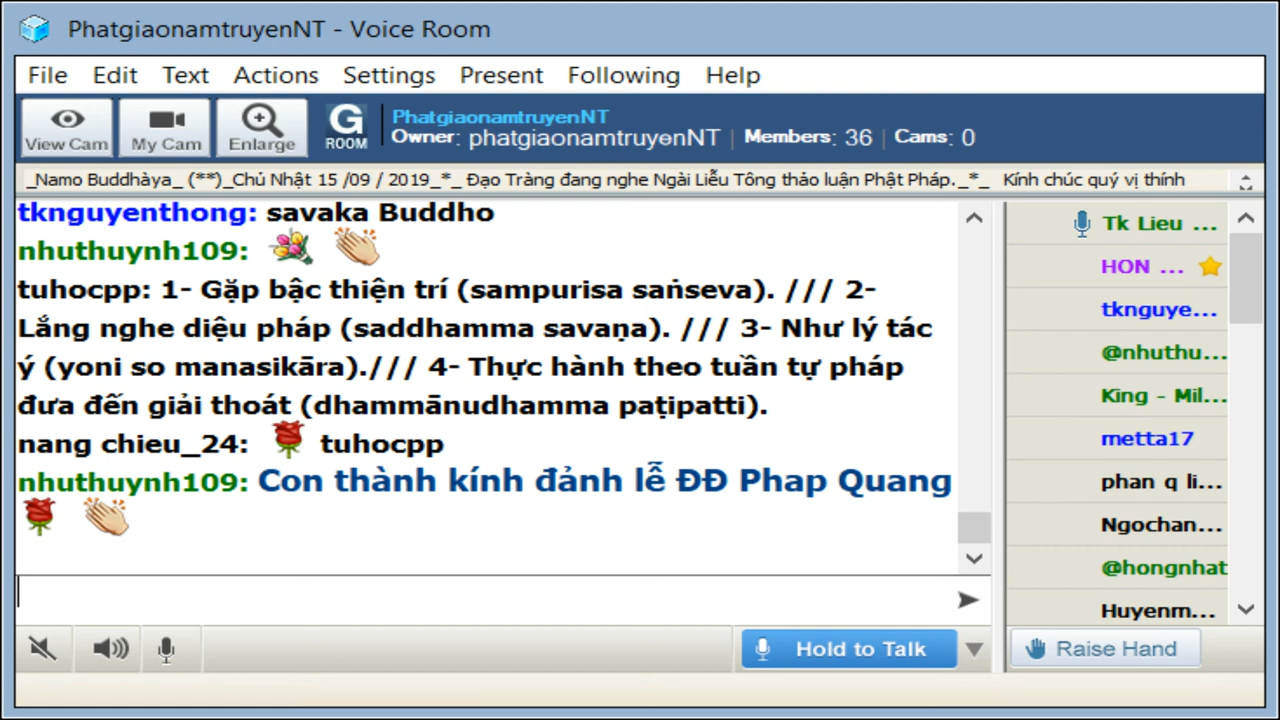 PhatgiaonamtruyenNT - Voice Room
File Edit Text Actions Settings Present Following Help
View Cam My Cam Enlarge G ROOM
PhatgiaonamtruyenNT
Owner: phatgiaonamtruyenNT | Members: 36 | Cams: 0
_Namo Buddhàya_ (**)_Chủ Nhật 15 /09 / 2019_*_ Đạo Tràng đang nghe Ngài Liễu Tông thảo luận Phật Pháp._*_ Kính chúc quý vị thính
tknguyenthong: savaka Buddho
nhuthuynh109:
tuhocpp: 1- Gặp bậc thiện trí (sampurisa saṅseva). /// 2-
Lắng nghe diệu pháp (saddhamma savaṇa). /// 3- Như lý tác
ý (yoni so manasikāra)./// 4- Thực hành theo tuần tự pháp
đưa đến giải thoát (dhammānudhamma paṭipatti).
nang chieu_24: tuhocpp
nhuthuynh109: Con thành kính đảnh lễ ĐĐ Phap Quang
Tk Lieu ...
HON ...
tknguye...
@nhuthu...
King - Mil...
metta17
phan q li...
Ngochan...
@hongnhat
Huyenm...
Hold to Talk
Raise Hand